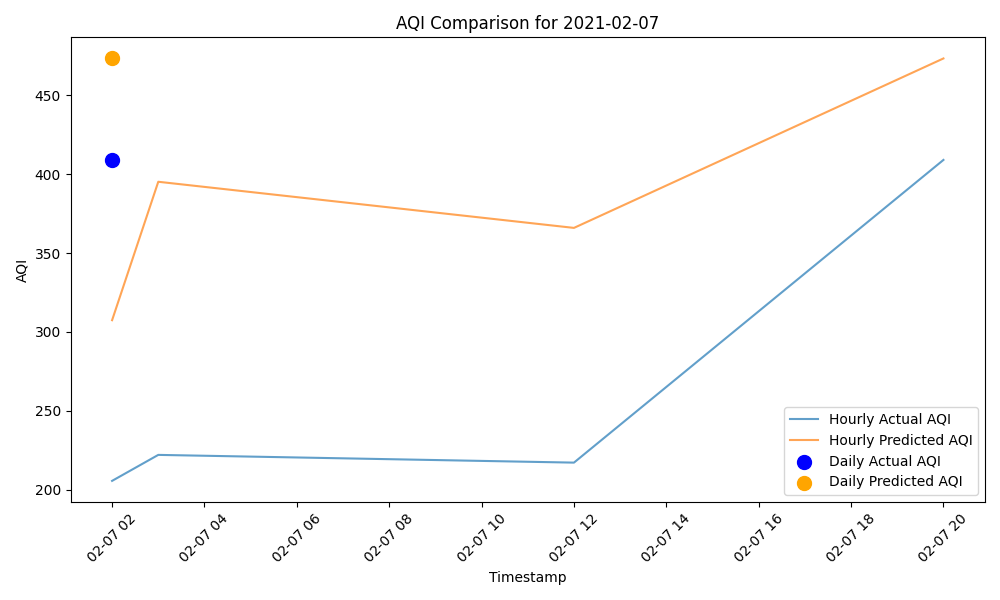 AQI Comparison for 2021-02-07
AQI
450
400
350
300
250
200
Hourly Actual AQI
Hourly Predicted AQI
Daily Actual AQI
Daily Predicted AQI
02-07 02
02-07 04
02-07 06
02-07 08
02-07 10
02-07 12
02-07 14
02-07 16
02-07 18
02-07 20
Timestamp